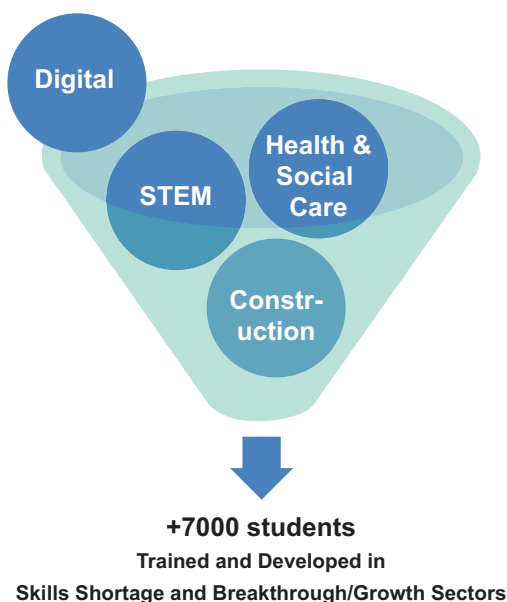 Digital
STEM
Health &
Social
Care
Constr-
uction
+7000 students
Trained and Developed in
Skills Shortage and Breakthrough/Growth Sectors